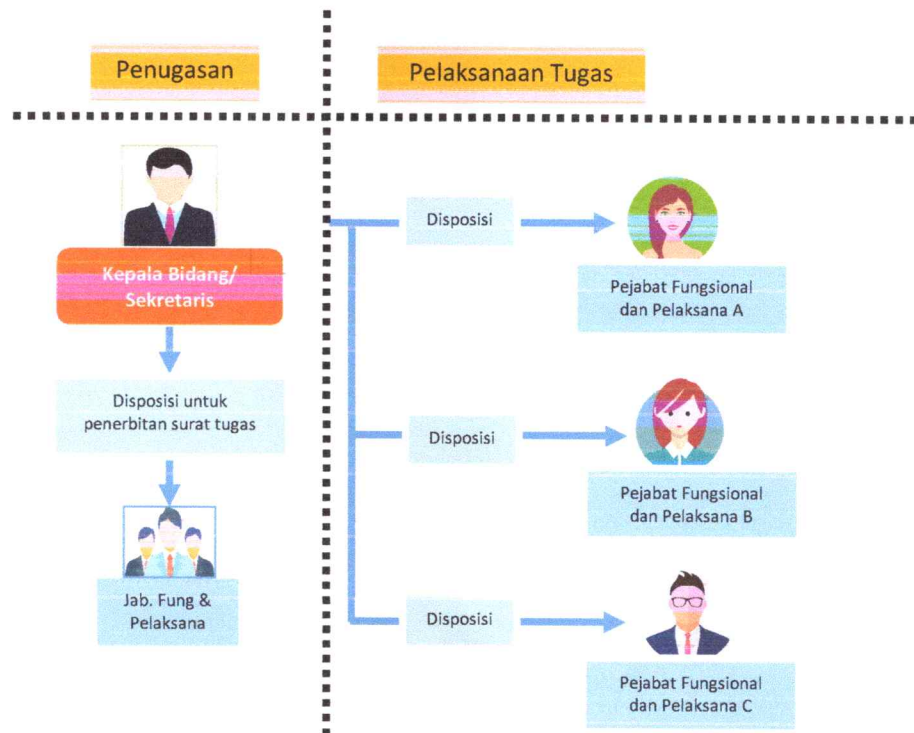 Penugasan
Pelaksanaan Tugas
Kepala Bidang/
Sekretaris
Disposisi untuk
penerbitan surat tugas
Jab. Fung &
Pelaksana
Disposisi
Pejabat Fungsional
dan Pelaksana A
Disposisi
Pejabat Fungsional
dan Pelaksana B
Disposisi
Pejabat Fungsional
dan Pelaksana C